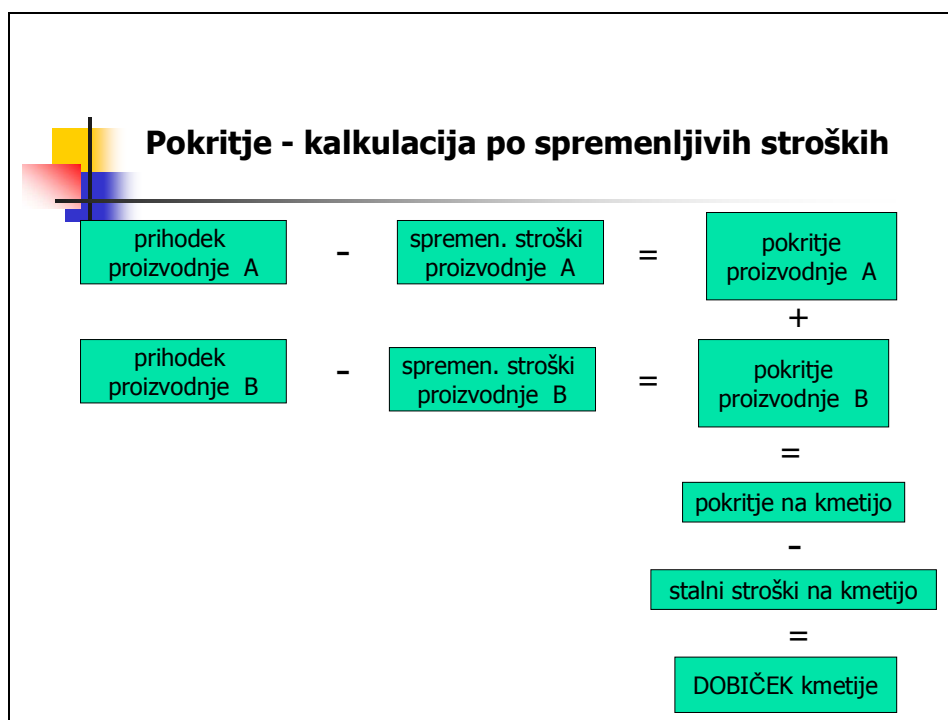 Pokritje - kalkulacija po spremenljivih stroških
prihodek
proizvodnje A
-
spremen. stroški
proizvodnje A
=
pokritje
proizvodnje A
+
prihodek
proizvodnje B
-
spremen. stroški
proizvodnje B
=
pokritje
proizvodnje B
=
pokritje na kmetijo
-
stalni stroški na kmetijo
=
DOBIČEK kmetije